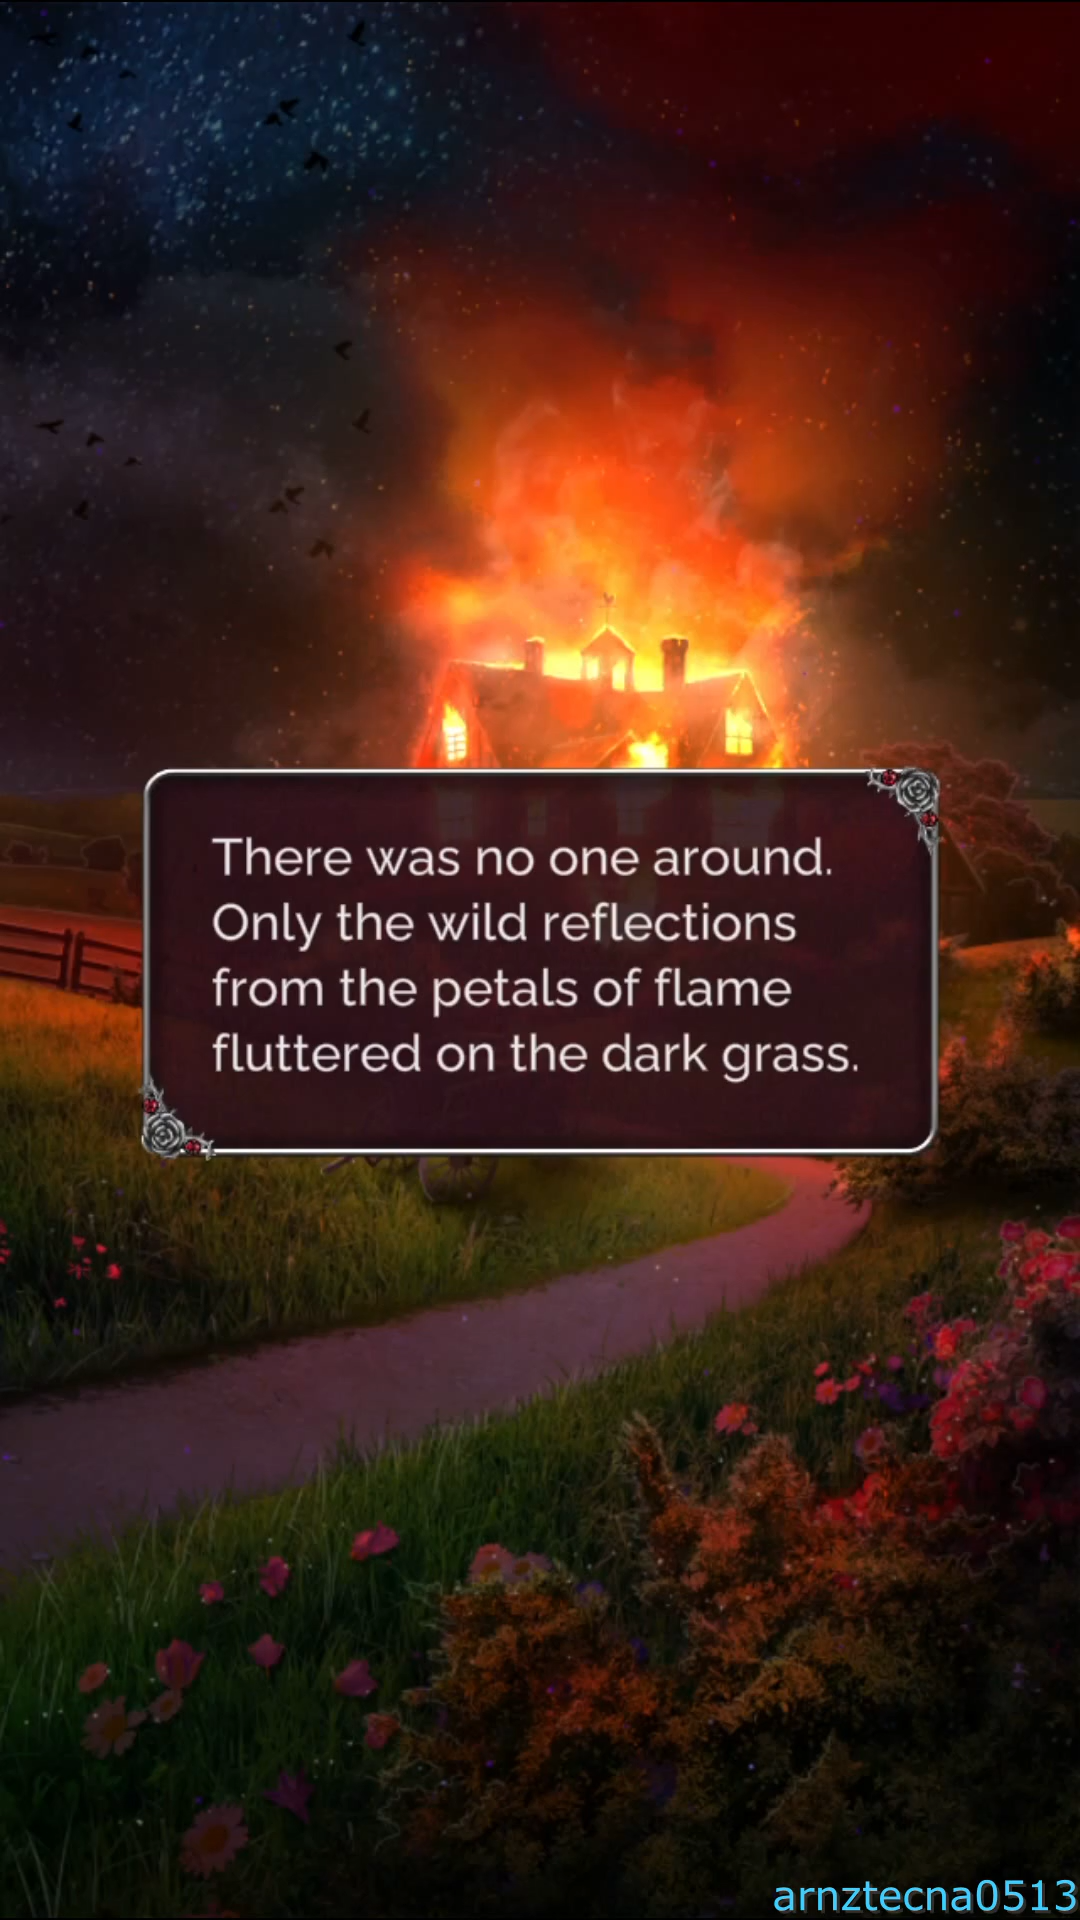 There was no one around.
Only the wild reflections
from the petals of flame
fluttered on the dark grass.
arnztecna0513